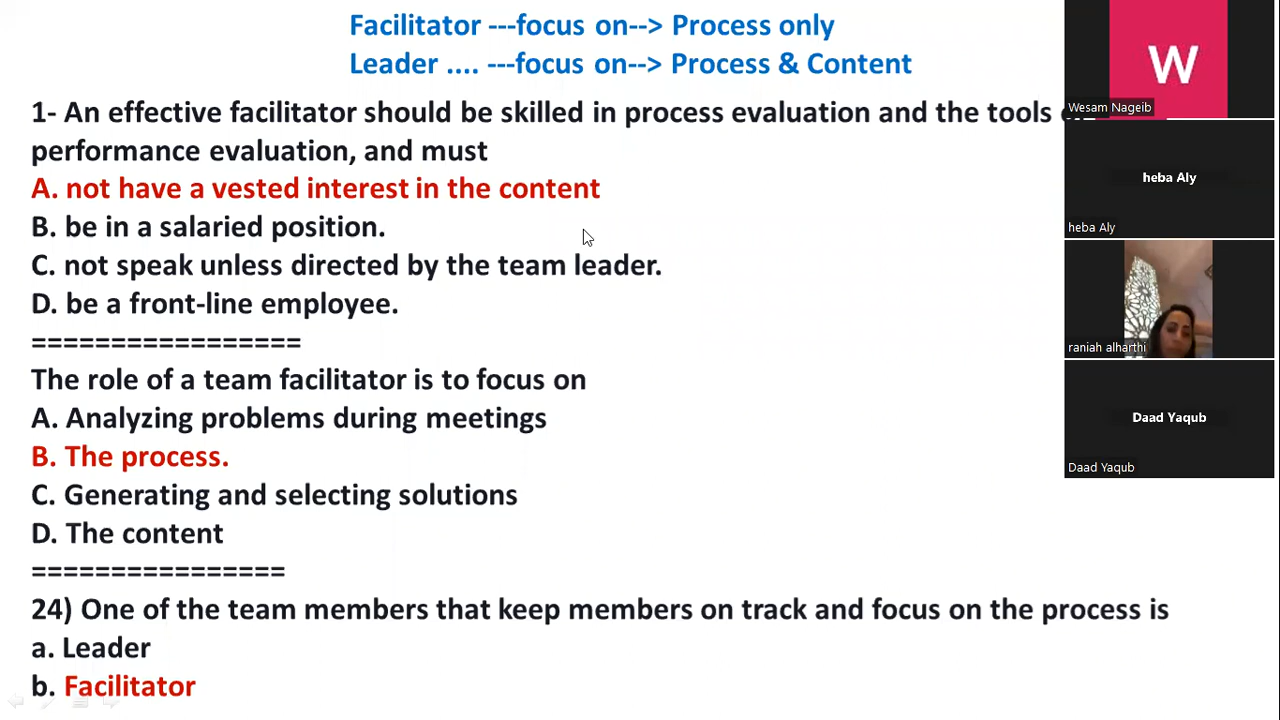 Facilitator ---focus on--> Process only
Leader .... ---focus on--> Process & Content
1- An effective facilitator should be skilled in process evaluation and the tools
performance evaluation, and must
A. not have a vested interest in the content
B. be in a salaried position.
C. not speak unless directed by the team leader.
D. be a front-line employee.
=================
The role of a team facilitator is to focus on
A. Analyzing problems during meetings
B. The process.
C. Generating and selecting solutions
D. The content
================
24) One of the team members that keep members on track and focus on the process is
a. Leader
b. Facilitator
W
Wesam Nageib
heba Aly
heba Aly
raniah alharthi
Daad Yaqub
Daad Yaqub